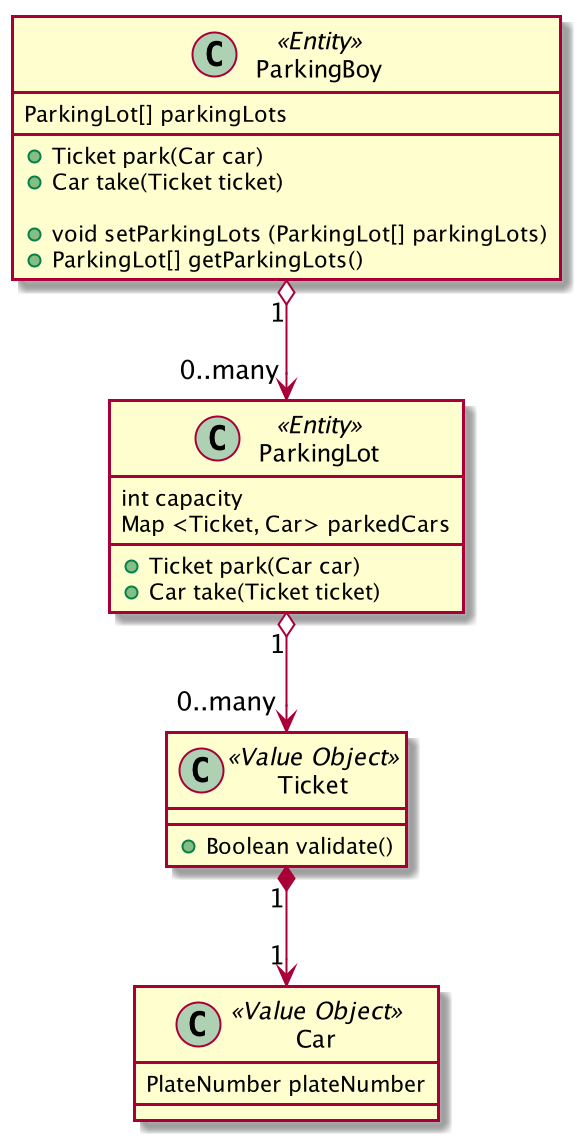 C
«Entity»
ParkingBoy
ParkingLot[] parkingLots
Ticket park(Car car)
Car take(Ticket ticket)
void setParkingLots (ParkingLot[] parkingLots)
ParkingLot[] getParkingLots()
1
0..many
C
«Entity»
ParkingLot
int capacity
Map <Ticket, Car> parkedCars
Ticket park(Car car)
Car take(Ticket ticket)
1
0..many
C
«Value Object»
Ticket
Boolean validate()
1
1
C
«Value Object»
Car
PlateNumber plateNumber